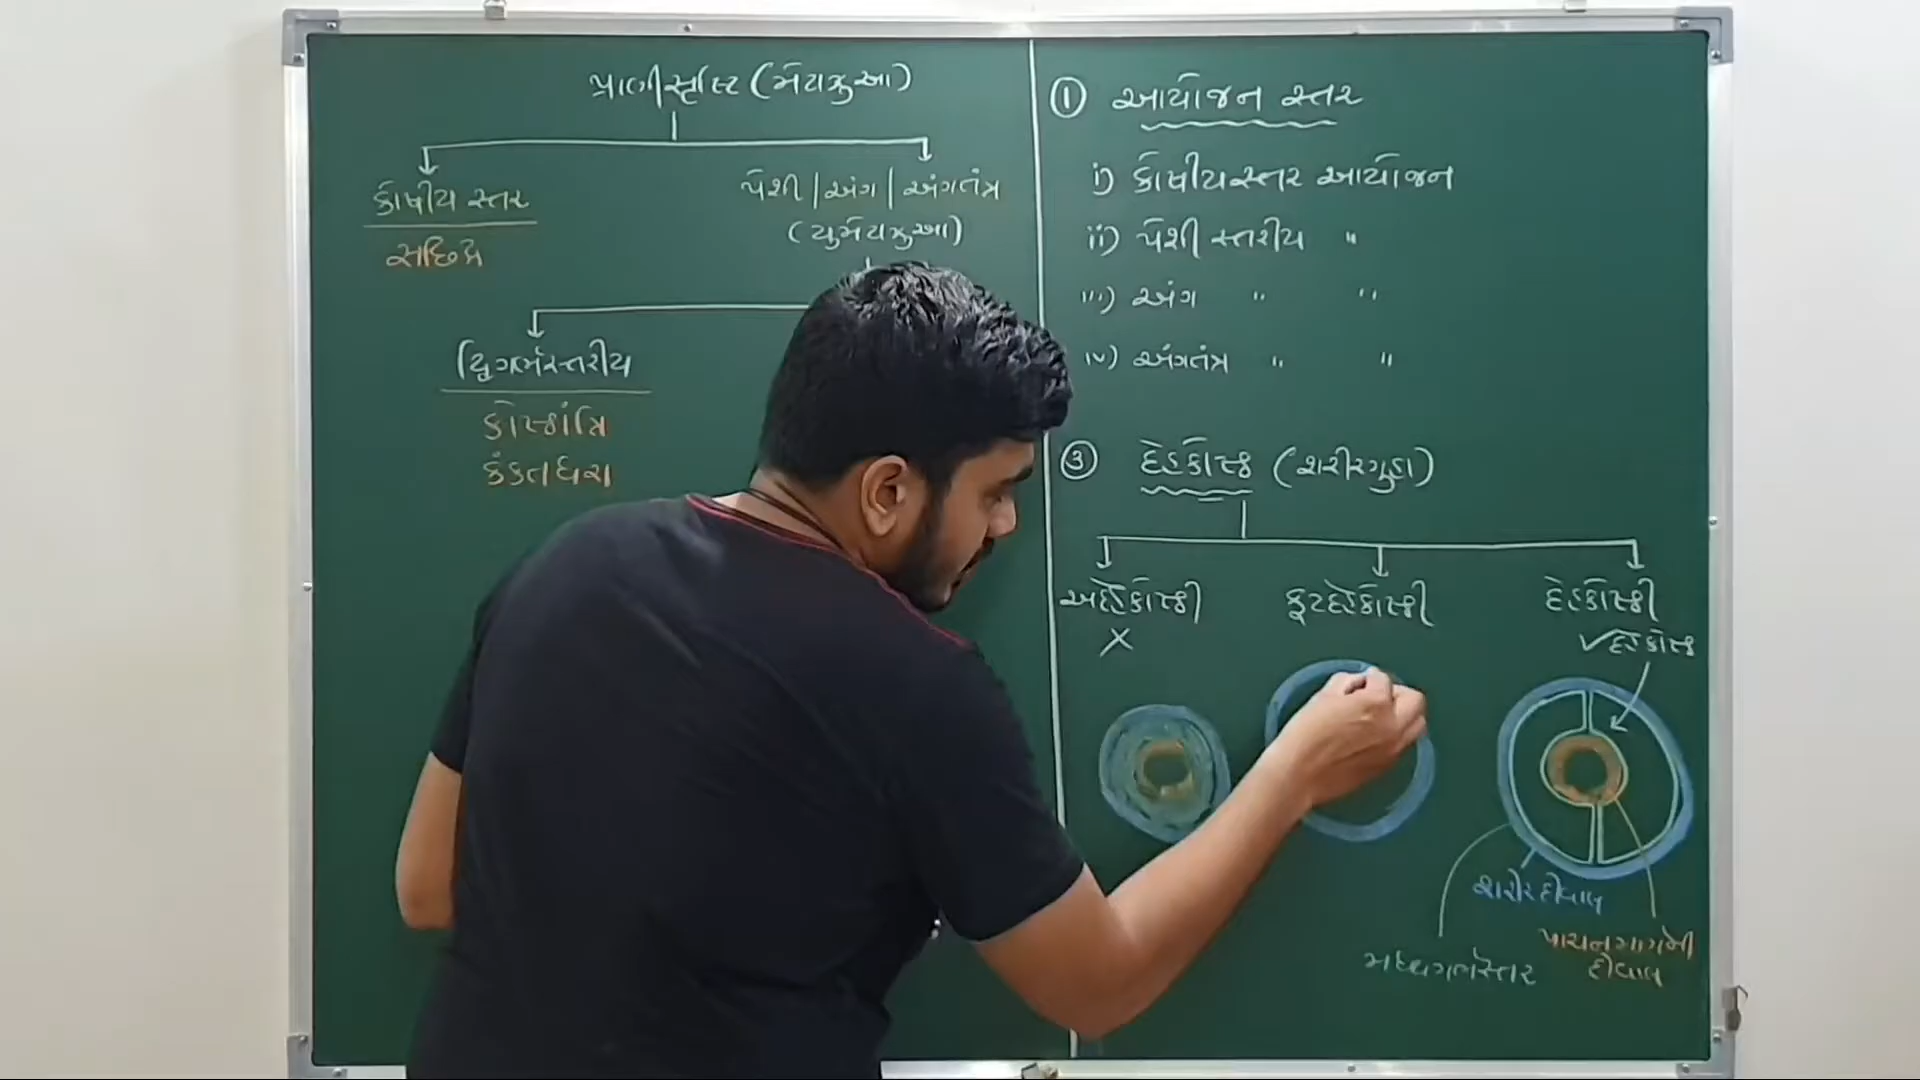 પ્રાણીસૃષ્ટિ (મેટાઝુઆ)
કોષીય સ્તર
સછિદ્ર
પેશી | અંગ | અંગતંત્ર
(યુમેટાઝુઆ)
દ્વિગર્ભસ્તરીય
કોષ્ઠાંત્રિ
કંકતધરા
① આયોજન સ્તર
i) કોષીયસ્તર આયોજન
ii) પેશી સ્તરીય "
iii) અંગ " "
iv) અંગતંત્ર " "
③ દેહકોષ્ઠ (શરીરગુહા)
અદેહકોષ્ઠી
X
ફૂટદેહકોષ્ઠી
દેહકોષ્ઠી
✓દેહકોષ્ઠ
શરીરદીવાલ
પાચનમાર્ગની
દીવાલ
મધ્યગર્ભસ્તર